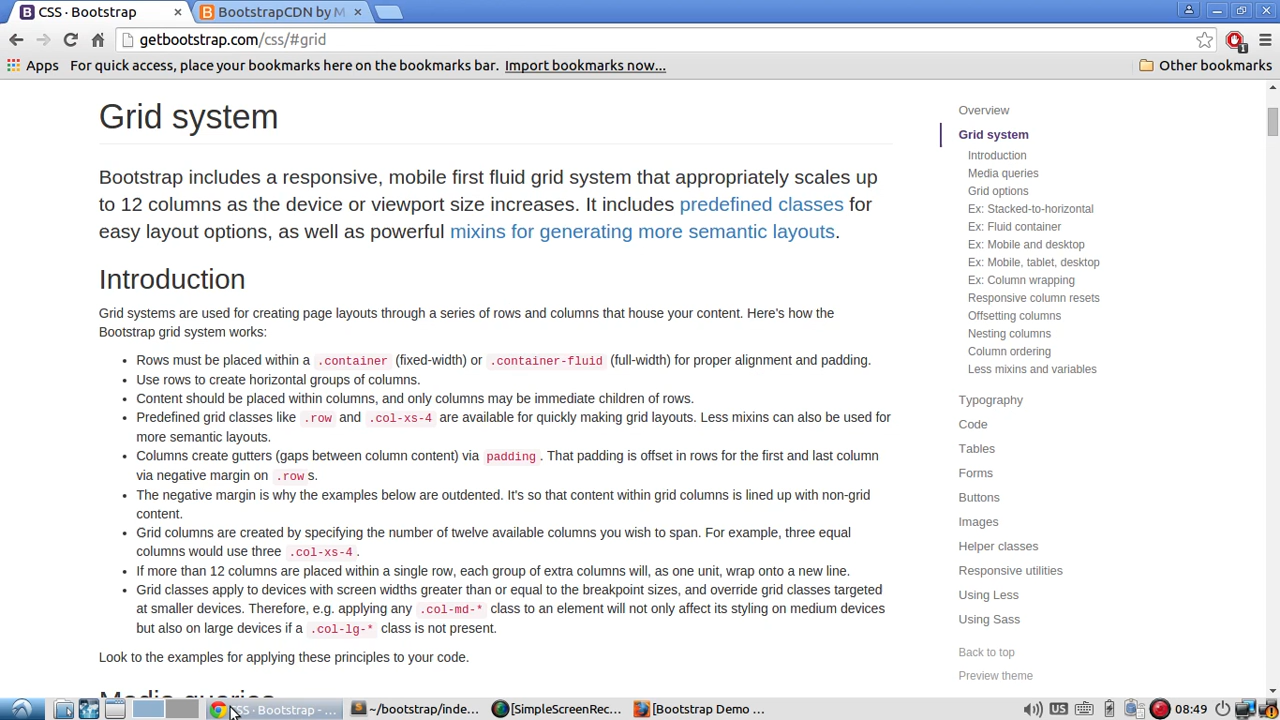 CSS · Bootstrap
BootstrapCDN by M
getbootstrap.com/css/#grid
1
Apps For quick access, place your bookmarks here on the bookmarks bar. Import bookmarks now...
Other bookmarks
Grid system
Bootstrap includes a responsive, mobile first fluid grid system that appropriately scales up
to 12 columns as the device or viewport size increases. It includes predefined classes for
easy layout options, as well as powerful mixins for generating more semantic layouts.
Introduction
Grid systems are used for creating page layouts through a series of rows and columns that house your content. Here's how the
Bootstrap grid system works:
• Rows must be placed within a .container (fixed-width) or .container-fluid (full-width) for proper alignment and padding.
• Use rows to create horizontal groups of columns.
• Content should be placed within columns, and only columns may be immediate children of rows.
• Predefined grid classes like .row and .col-xs-4 are available for quickly making grid layouts. Less mixins can also be used for
more semantic layouts.
• Columns create gutters (gaps between column content) via padding. That padding is offset in rows for the first and last column
via negative margin on .rows.
• The negative margin is why the examples below are outdented. It's so that content within grid columns is lined up with non-grid
content.
• Grid columns are created by specifying the number of twelve available columns you wish to span. For example, three equal
columns would use three .col-xs-4.
• If more than 12 columns are placed within a single row, each group of extra columns will, as one unit, wrap onto a new line.
• Grid classes apply to devices with screen widths greater than or equal to the breakpoint sizes, and override grid classes targeted
at smaller devices. Therefore, e.g. applying any .col-md-* class to an element will not only affect its styling on medium devices
but also on large devices if a .col-lg-* class is not present.
Look to the examples for applying these principles to your code.
Media queries
Overview
Grid system
Introduction
Media queries
Grid options
Ex: Stacked-to-horizontal
Ex: Fluid container
Ex: Mobile and desktop
Ex: Mobile, tablet, desktop
Ex: Column wrapping
Responsive column resets
Offsetting columns
Nesting columns
Column ordering
Less mixins and variables
Typography
Code
Tables
Forms
Buttons
Images
Helper classes
Responsive utilities
Using Less
Using Sass
Back to top
Preview theme
CSS · Bootstrap - ...
~/bootstrap/inde...
[SimpleScreenRec...
[Bootstrap Demo ...
US
08:49